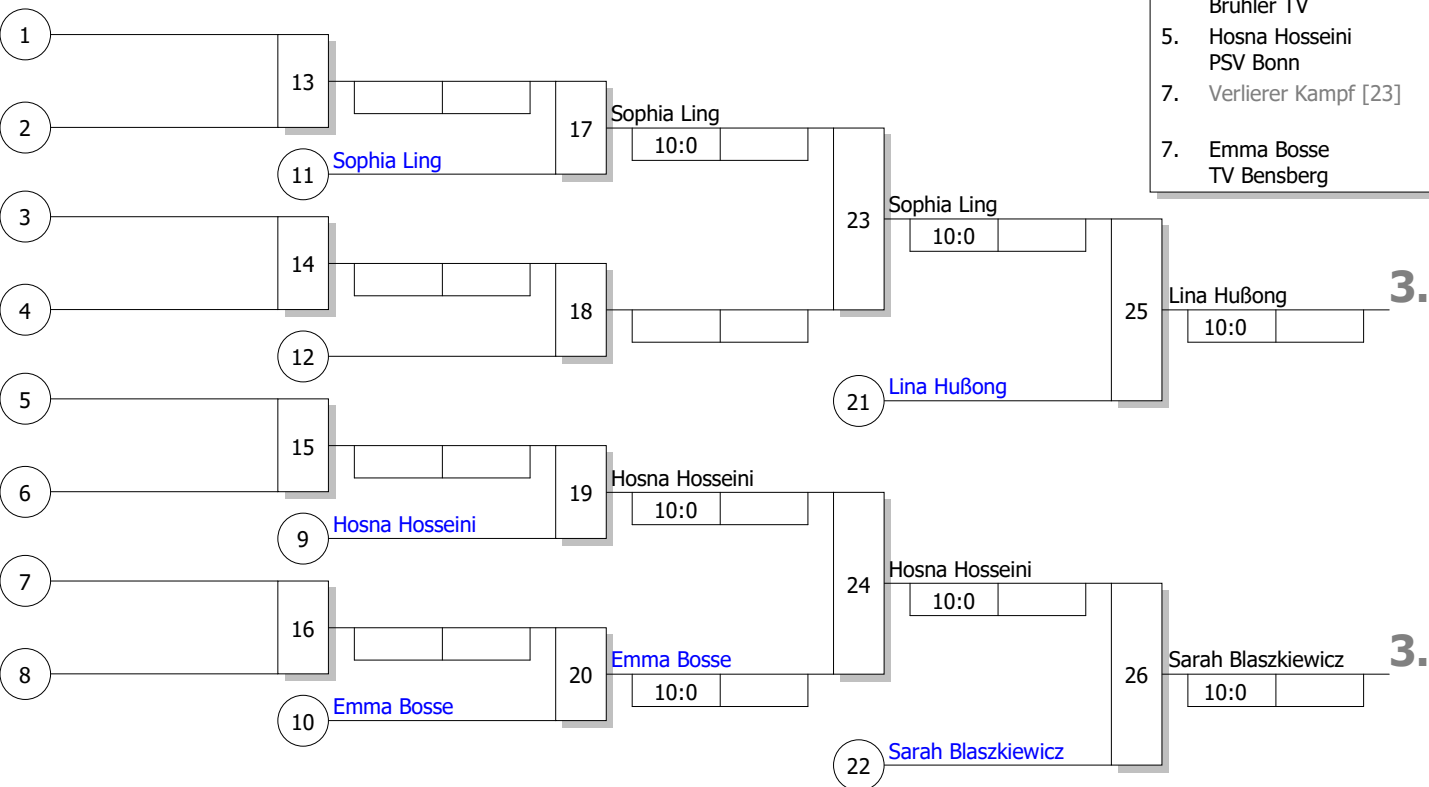 Brühler TV
5. Hosna Hosseini
PSV Bonn
7. Verlierer Kampf [23]
7. Emma Bosse
TV Bensberg
1
13
2
17
Sophia Ling
10:0
11
Sophia Ling
3
23
Sophia Ling
10:0
14
4
18
25
Lina Hußong
3.
10:0
12
5
21
Lina Hußong
15
6
19
Hosna Hosseini
10:0
9
Hosna Hosseini
7
24
Hosna Hosseini
10:0
16
8
20
Emma Bosse
10:0
26
Sarah Blaszkiewicz
3.
10:0
10
Emma Bosse
22
Sarah Blaszkiewicz